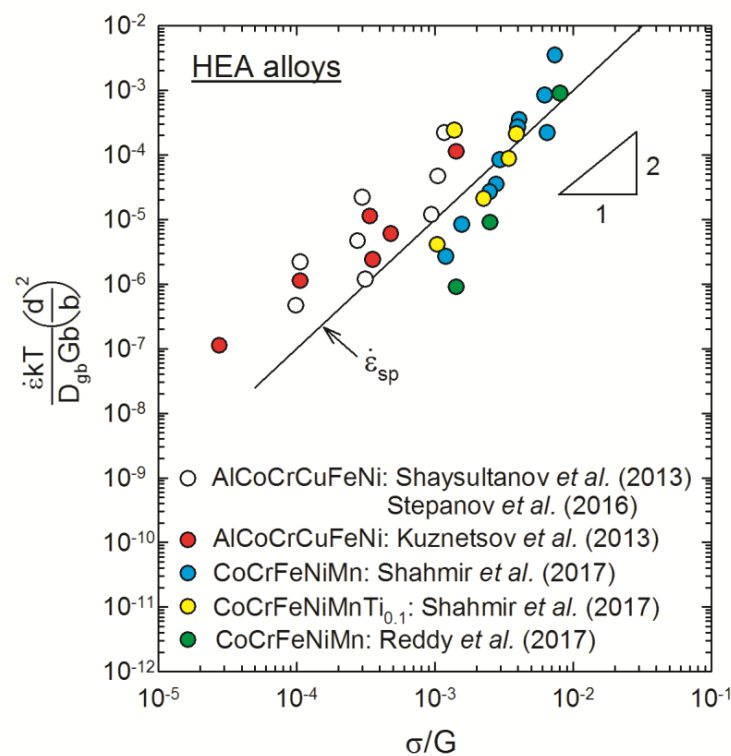 HEA alloys
10⁻²
10⁻³
10⁻⁴
10⁻⁵
10⁻⁶
10⁻⁷
10⁻⁸
10⁻⁹
10⁻¹⁰
10⁻¹¹
10⁻¹²
2
1
ε̇kT
D_gbGb
(d/b)²
ε̇_sp
AlCoCrCuFeNi: Shaysultanov et al. (2013)
Stepanov et al. (2016)
AlCoCrCuFeNi: Kuznetsov et al. (2013)
CoCrFeNiMn: Shahmir et al. (2017)
CoCrFeNiMnTi₀.₁: Shahmir et al. (2017)
CoCrFeNiMn: Reddy et al. (2017)
10⁻⁵ 10⁻⁴ 10⁻³ 10⁻² 10⁻¹
σ/G